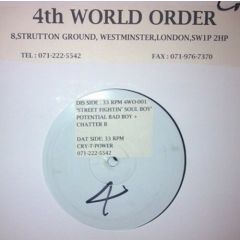 4th WORLD ORDER
8,STRUTTON GROUND, WESTMINSTER,LONDON,SW1P 2HP
TEL : 071-222-5542 FAX : 071-976-7370
DIS SIDE : 33 RPM 4WO-001
"STREET FIGHTIN' SOUL BOY"
POTENTIAL BAD BOY +
CHATTER B
DAT SIDE: 33 RPM
CRY-T-POWER
071-222-5542
4